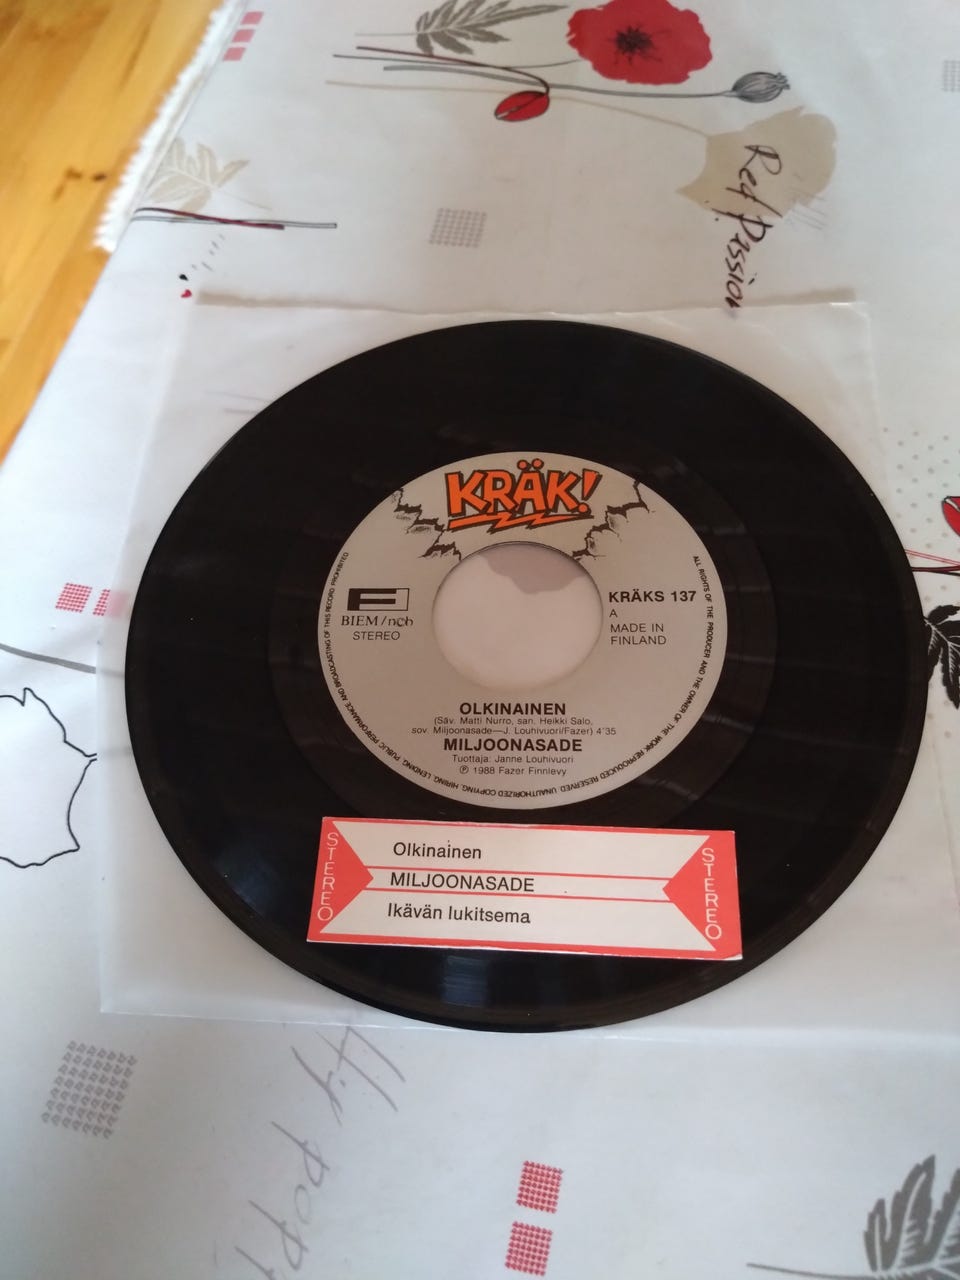 Red Passion
KRÄK!
F
BIEM/ncb
STEREO
KRÄKS 137
A
MADE IN
FINLAND
OLKINAINEN
(Säv. Matti Nurro, san. Heikki Salo,
sov. Miljoonasade—J. Louhivuori/Fazer) 4'35
MILJOONASADE
Tuottaja: Janne Louhivuori
℗ 1988 Fazer Finnlevy
ALL RIGHTS OF THE PRODUCER AND THE OWNER OF THE WORK REPRODUCED RESERVED. UNAUTHORIZED COPYING, HIRING, LENDING, PUBLIC PERFORMANCE AND BROADCASTING OF THIS RECORD PROHIBITED
STEREO
Olkinainen
MILJOONASADE
Ikävän lukitsema
STEREO